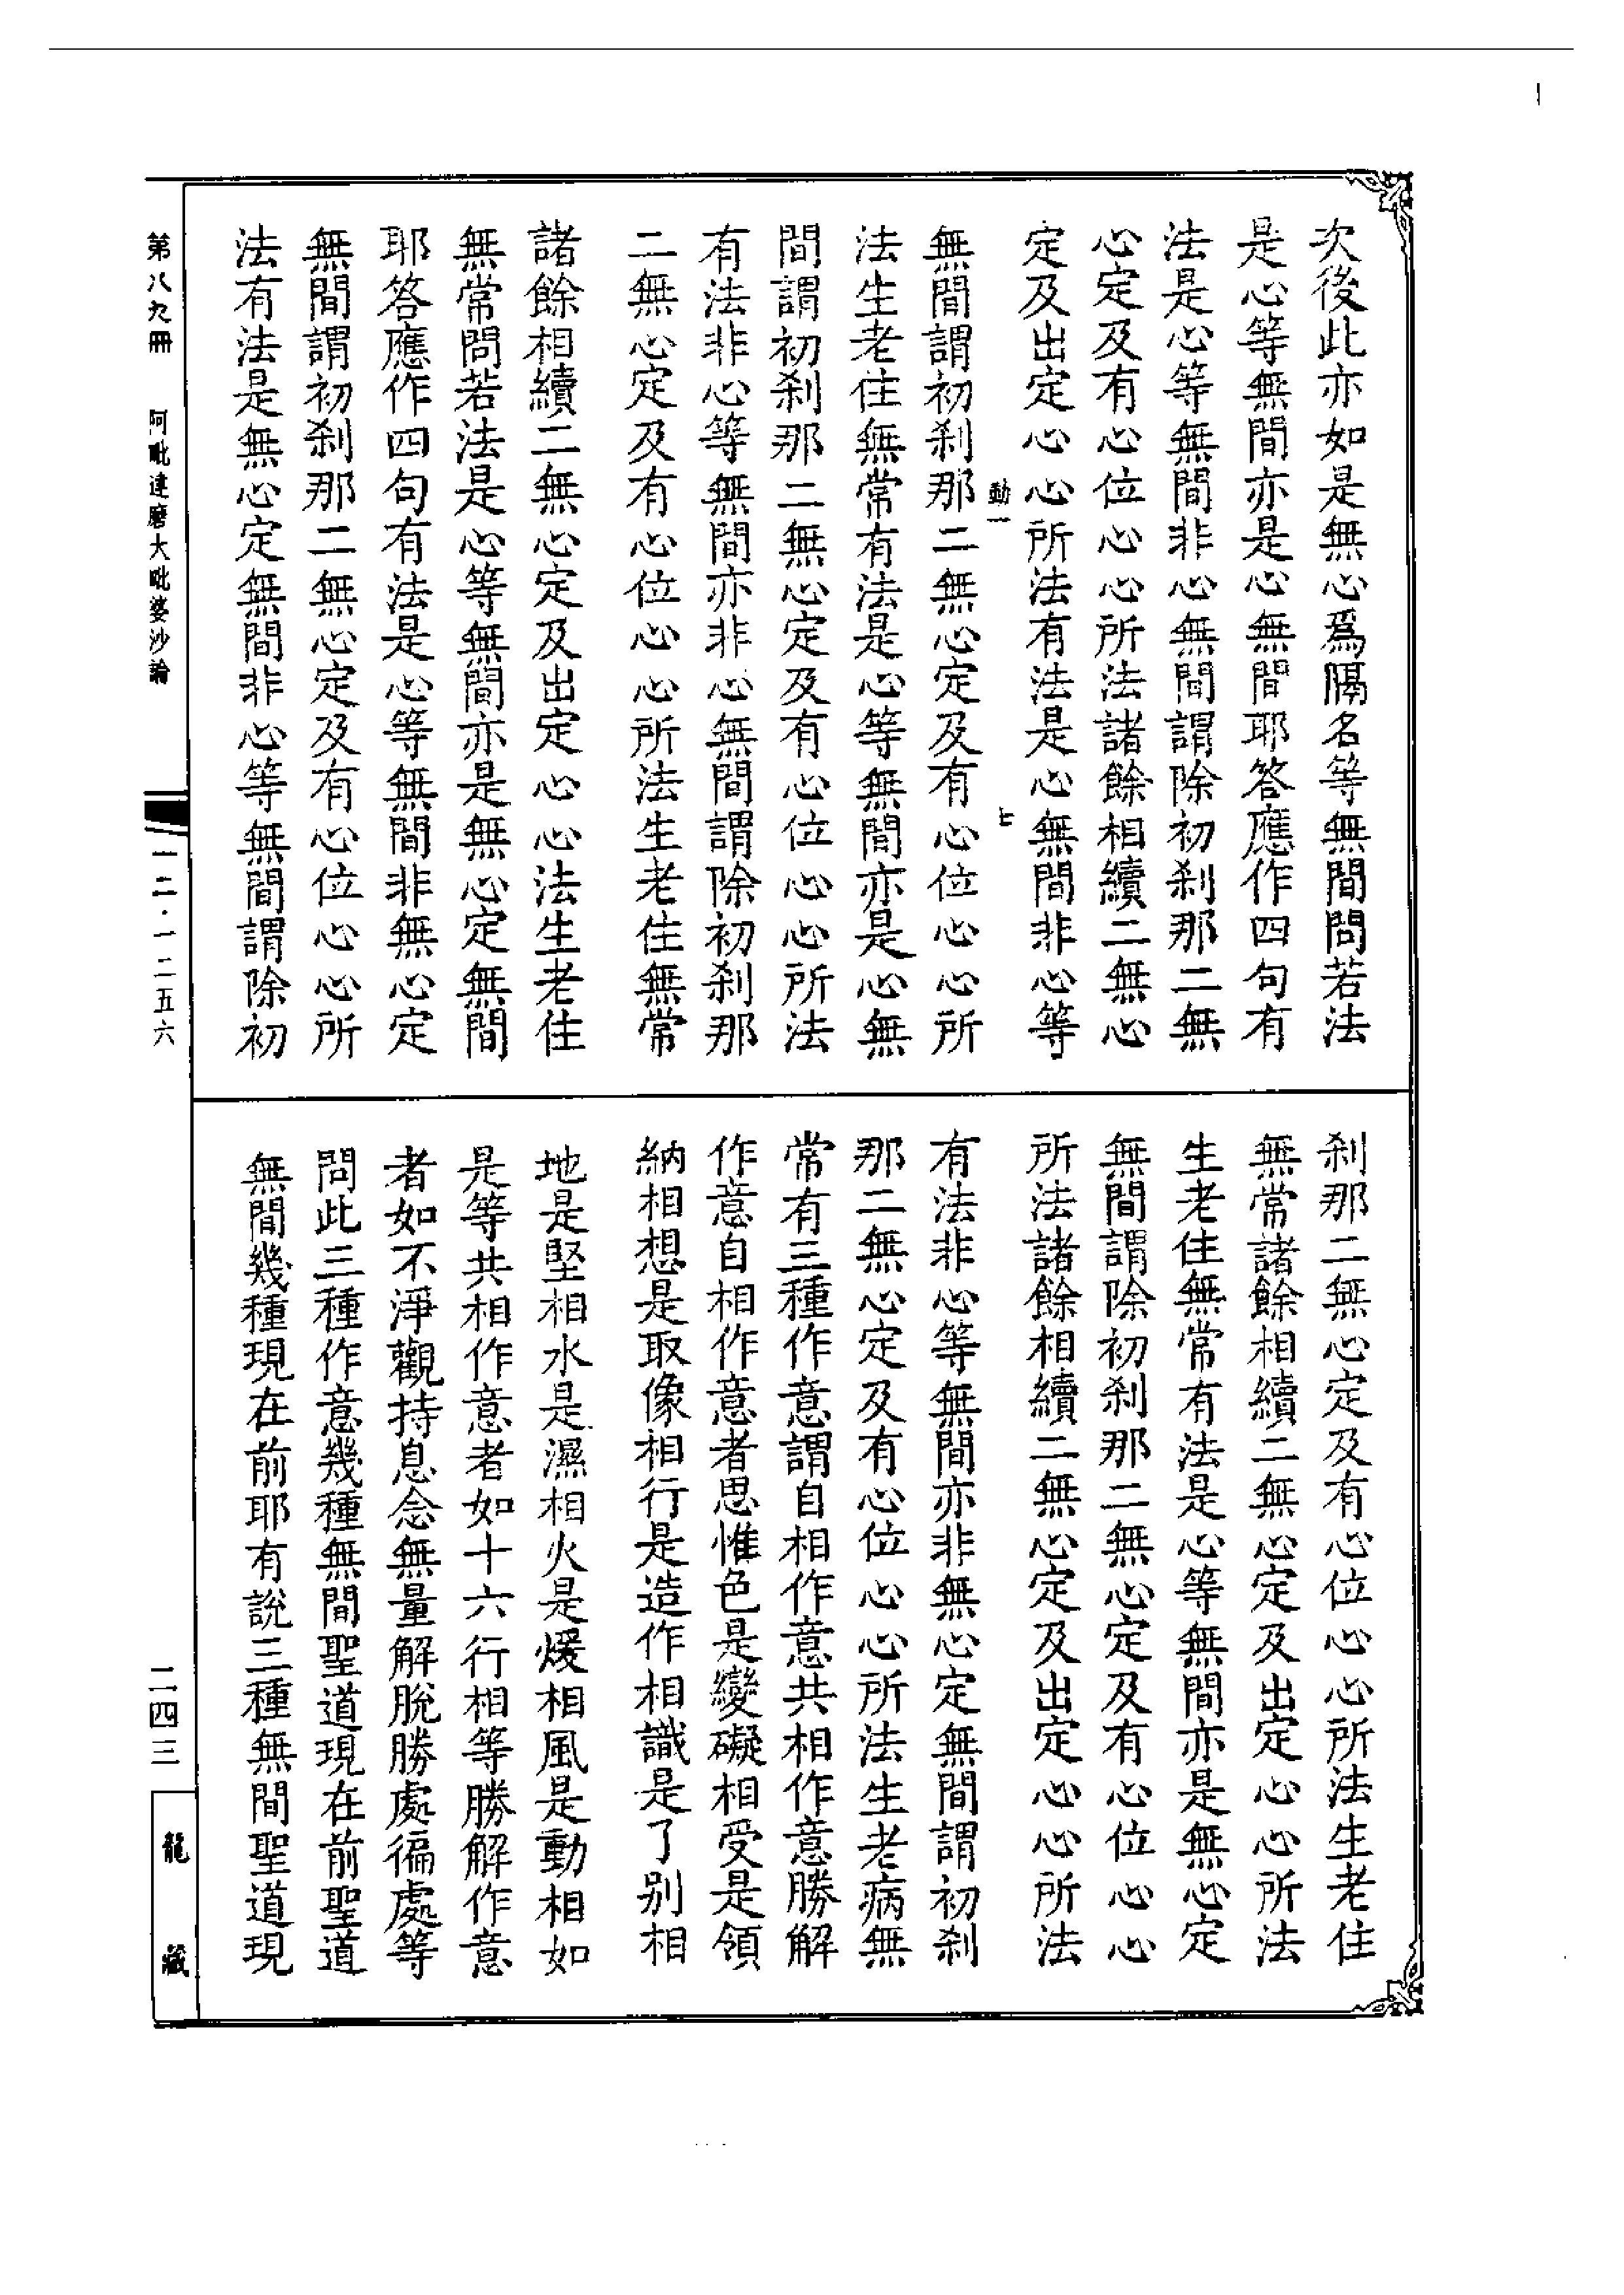 次後此亦如是無心爲隔名等無間問若法
是心等無間亦是心無間耶答應作四句有
法是心等無間非心無間謂除初刹那二無
心定及有心位心心所法諸餘相續二無心
定及出定心心所法有法是心無間非心等
動一
七
無間謂初刹那二無心定及有心位心心所
法生老住無常有法是心等無間亦是心無
間謂初刹那二無心定及有心位心心所法
有法非心等無間亦非心無間謂除初刹那
二無心定及有心位心心所法生老住無常
諸餘相續二無心定及出定心心法生老住
無常問若法是心等無間亦是無心定無間
耶答應作四句有法是心等無間非無心定
無間謂初刹那二無心定及有心位心心所
法有法是無心定無間非心等無間謂除初
刹那二無心定及有心位心心所法生老住
無常諸餘相續二無心定及出定心心所法
生老住無常有法是心等無間亦是無心定
無間謂除初刹那二無心定及有心位心心
所法諸餘相續二無心定及出定心心所法
有法非心等無間亦非無心定無間謂初刹
那二無心定及有心位心心所法生老病無
常有三種作意謂自相作意共相作意勝解
作意自相作意者思惟色是變礙相受是領
納相想是取像相行是造作相識是了別相
地是堅相水是濕相火是煖相風是動相如
是等共相作意者如十六行相等勝解作意
者如不淨觀持息念無量解脫勝處徧處等
問此三種作意幾種無間聖道現在前聖道
無間幾種現在前耶有說三種無間聖道現
第八九冊　阿毗達磨大毗婆沙論
一二・一二五六
二四三
龍藏